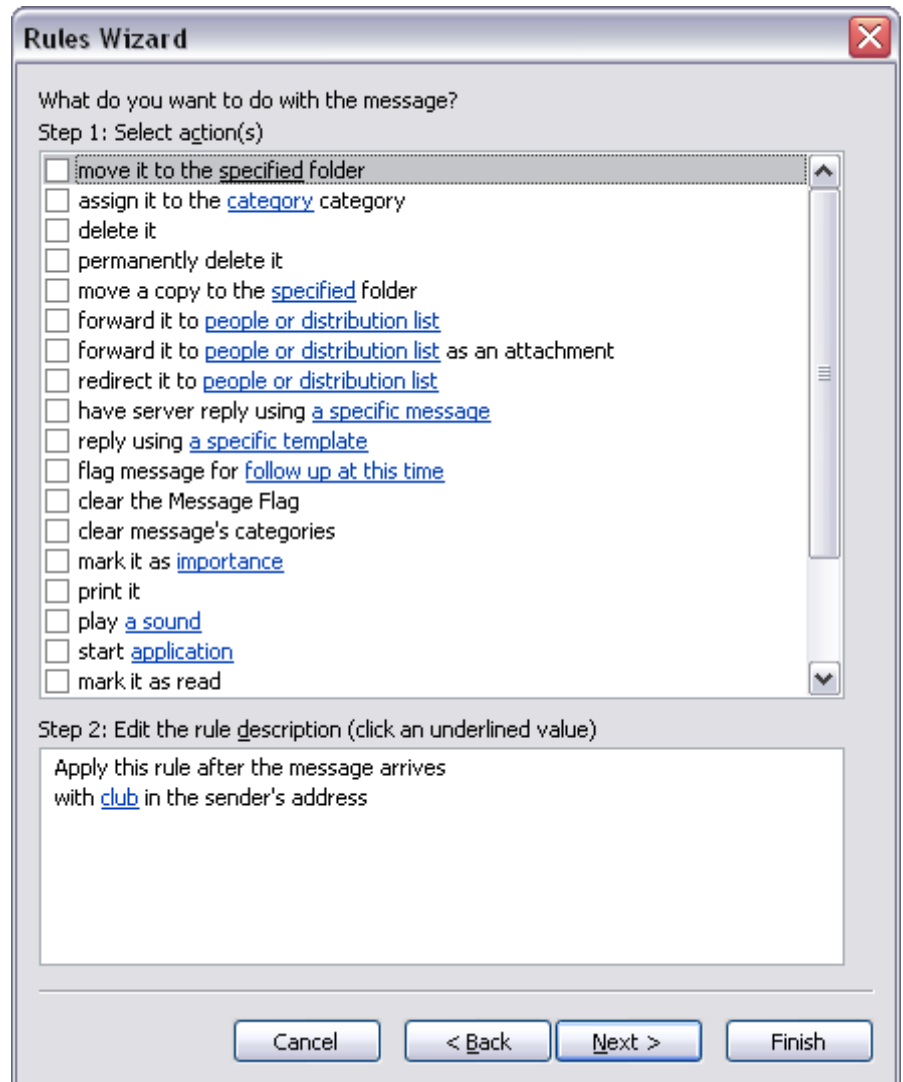 Rules Wizard
What do you want to do with the message?
Step 1: Select action(s)
move it to the specified folder
assign it to the category category
delete it
permanently delete it
move a copy to the specified folder
forward it to people or distribution list
forward it to people or distribution list as an attachment
redirect it to people or distribution list
have server reply using a specific message
reply using a specific template
flag message for follow up at this time
clear the Message Flag
clear message's categories
mark it as importance
print it
play a sound
start application
mark it as read
Step 2: Edit the rule description (click an underlined value)
Apply this rule after the message arrives
with club in the sender's address
Cancel < Back Next > Finish